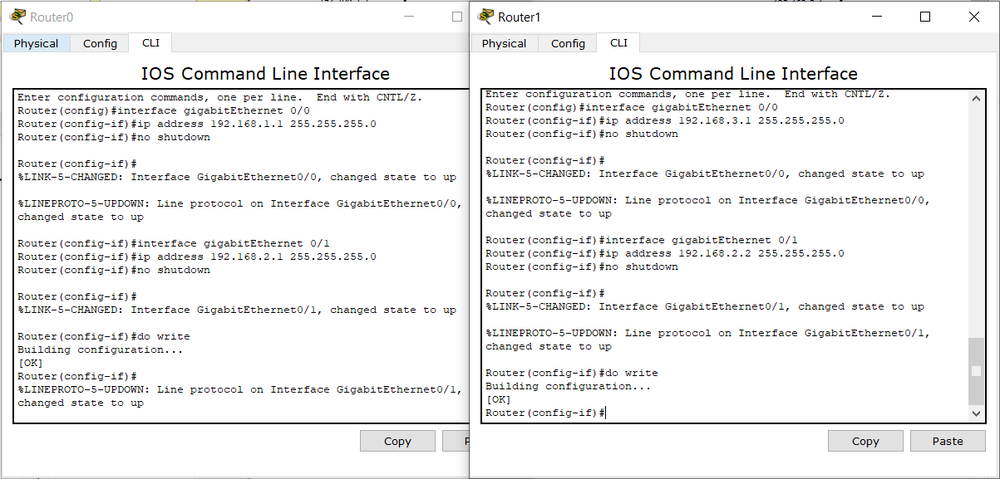 Router0
Physical Config CLI
IOS Command Line Interface
Enter configuration commands, one per line.  End with CNTL/Z.
Router(config)#interface gigabitEthernet 0/0
Router(config-if)#ip address 192.168.1.1 255.255.255.0
Router(config-if)#no shutdown
Router(config-if)#
%LINK-5-CHANGED: Interface GigabitEthernet0/0, changed state to up
%LINEPROTO-5-UPDOWN: Line protocol on Interface GigabitEthernet0/0,
changed state to up
Router(config-if)#interface gigabitEthernet 0/1
Router(config-if)#ip address 192.168.2.1 255.255.255.0
Router(config-if)#no shutdown
Router(config-if)#
%LINK-5-CHANGED: Interface GigabitEthernet0/1, changed state to up
Router(config-if)#do write
Building configuration...
[OK]
Router(config-if)#
%LINEPROTO-5-UPDOWN: Line protocol on Interface GigabitEthernet0/1,
changed state to up
Copy
Router1
Physical Config CLI
IOS Command Line Interface
Enter configuration commands, one per line.  End with CNTL/Z.
Router(config)#interface gigabitEthernet 0/0
Router(config-if)#ip address 192.168.3.1 255.255.255.0
Router(config-if)#no shutdown
Router(config-if)#
%LINK-5-CHANGED: Interface GigabitEthernet0/0, changed state to up
%LINEPROTO-5-UPDOWN: Line protocol on Interface GigabitEthernet0/0,
changed state to up
Router(config-if)#interface gigabitEthernet 0/1
Router(config-if)#ip address 192.168.2.2 255.255.255.0
Router(config-if)#no shutdown
Router(config-if)#
%LINK-5-CHANGED: Interface GigabitEthernet0/1, changed state to up
%LINEPROTO-5-UPDOWN: Line protocol on Interface GigabitEthernet0/1,
changed state to up
Router(config-if)#do write
Building configuration...
[OK]
Router(config-if)#
Copy Paste